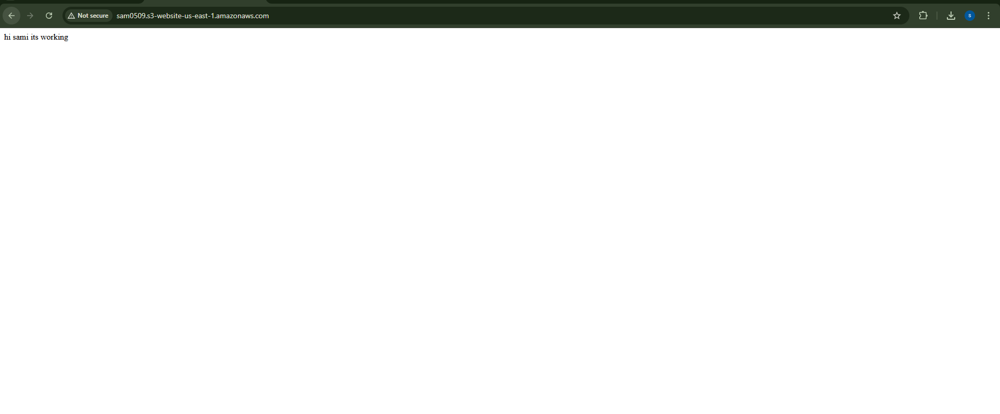 Not secure
sam0509.s3-website-us-east-1.amazonaws.com
S
hi sami its working